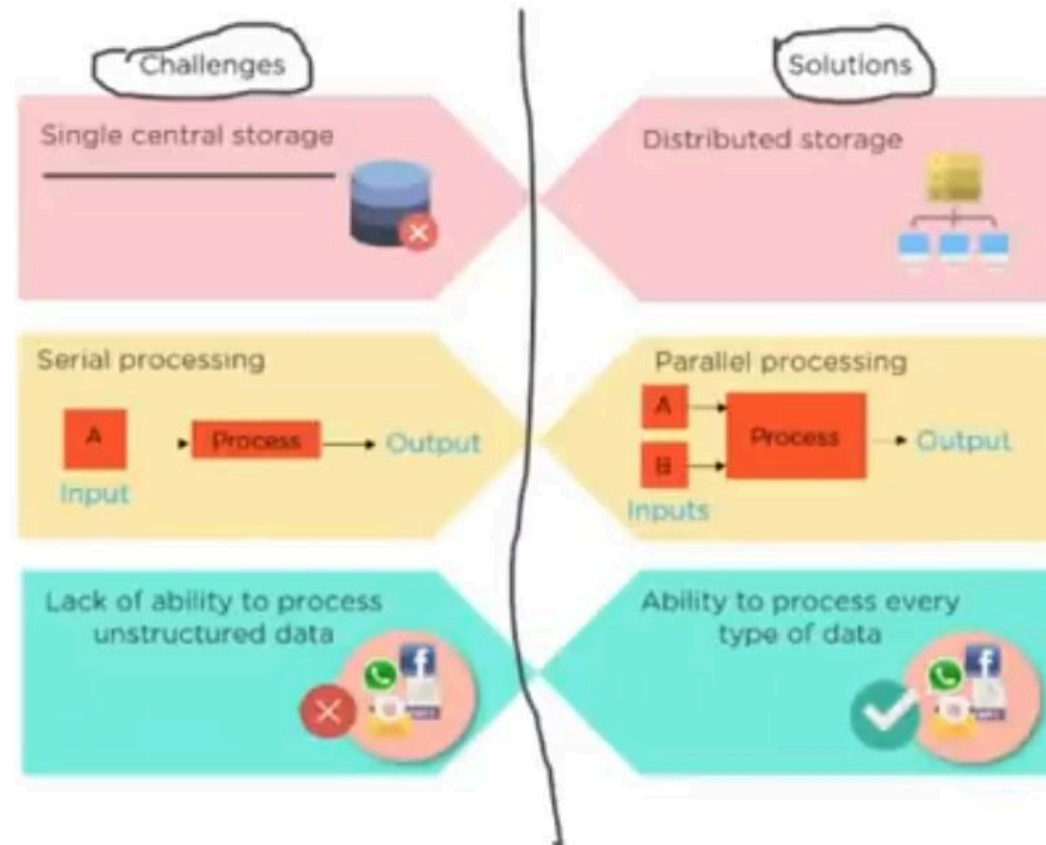 Challenges
Solutions
Single central storage
Distributed storage
Serial processing
A
Process
Output
Input
Parallel processing
A
B
Process
Output
Inputs
Lack of ability to process
unstructured data
Ability to process every
type of data